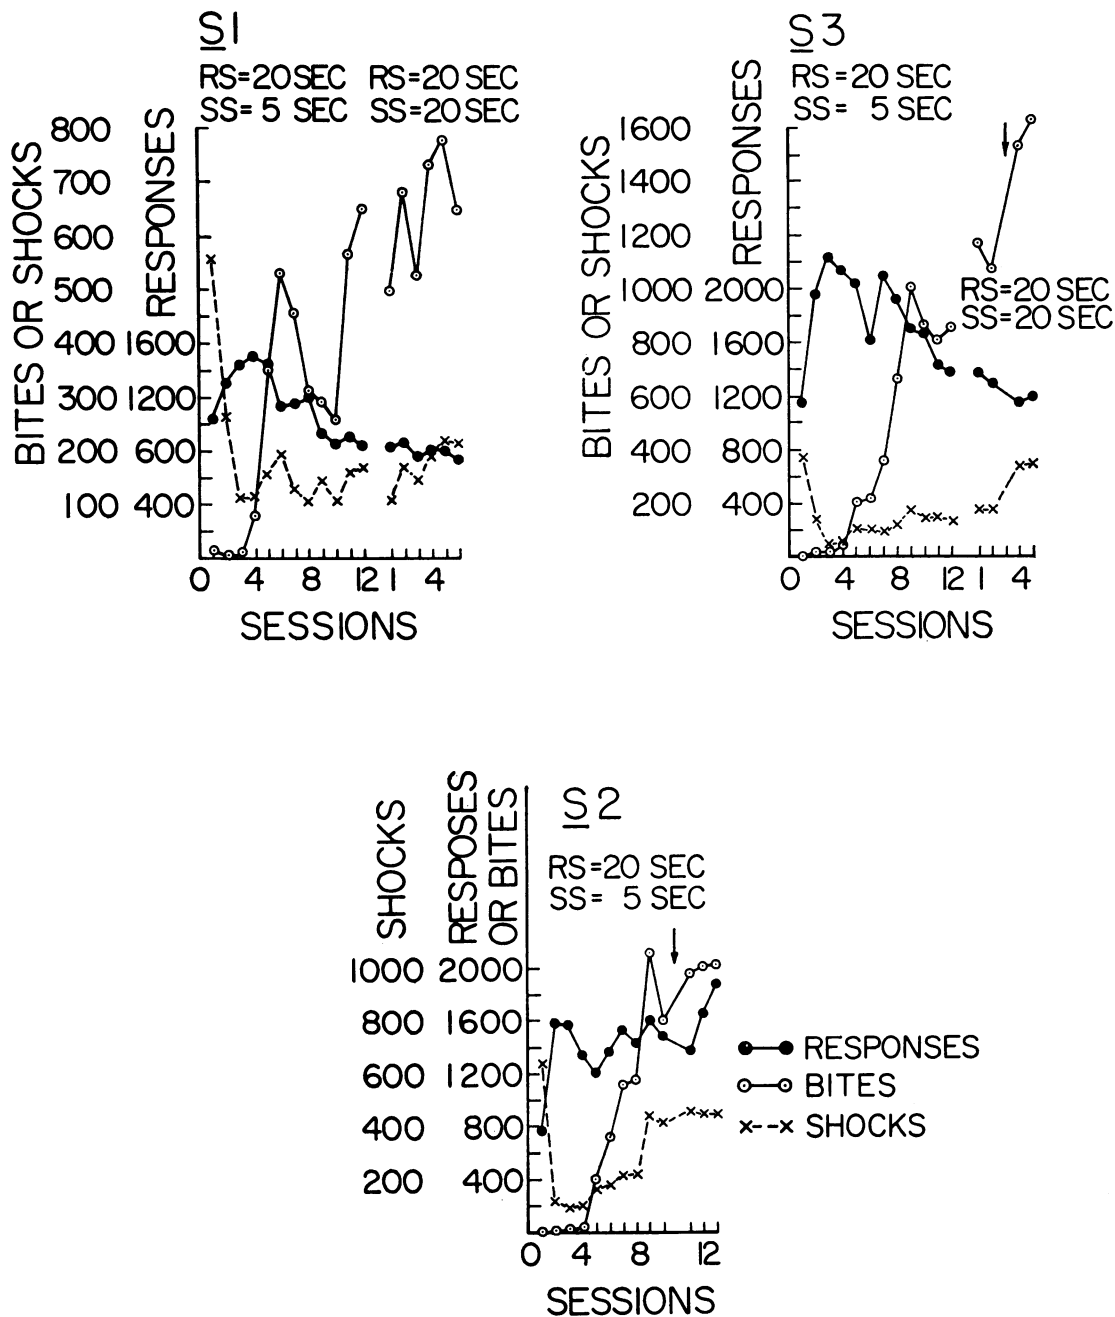 S1
RS=20 SEC RS=20 SEC
SS= 5 SEC SS=20 SEC
BITES OR SHOCKS
RESPONSES
800
700
600
500
400 1600
300 1200
200 600
100 400
0 4 8 12 1 4
SESSIONS
S3
RS=20 SEC
SS= 5 SEC
BITES OR SHOCKS
RESPONSES
1600
1400
1200
1000 2000
800 1600
600 1200
400 800
200 400
RS=20 SEC
SS=20 SEC
0 4 8 12 1 4
SESSIONS
S2
RS=20 SEC
SS= 5 SEC
SHOCKS
RESPOSES
OR BITES
1000 2000
800 1600
600 1200
400 800
200 400
0 4 8 12
SESSIONS
RESPONSES
BITES
SHOCKS